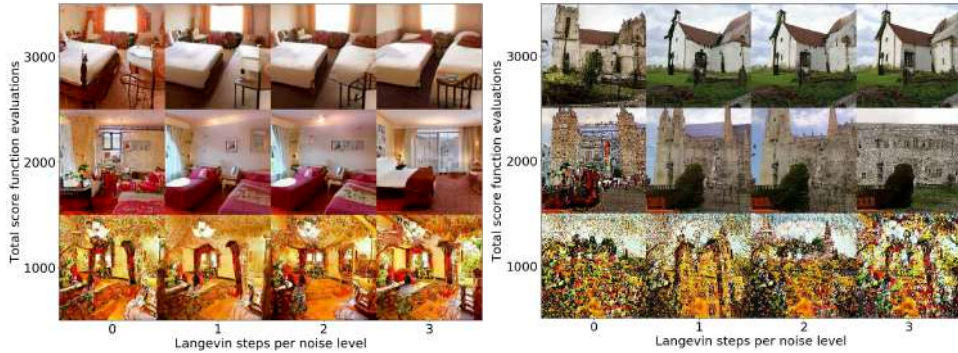 Total score function evaluations
3000
2000
1000
0 1 2 3
Langevin steps per noise level
Total score function evaluations
3000
2000
1000
0 1 2 3
Langevin steps per noise level